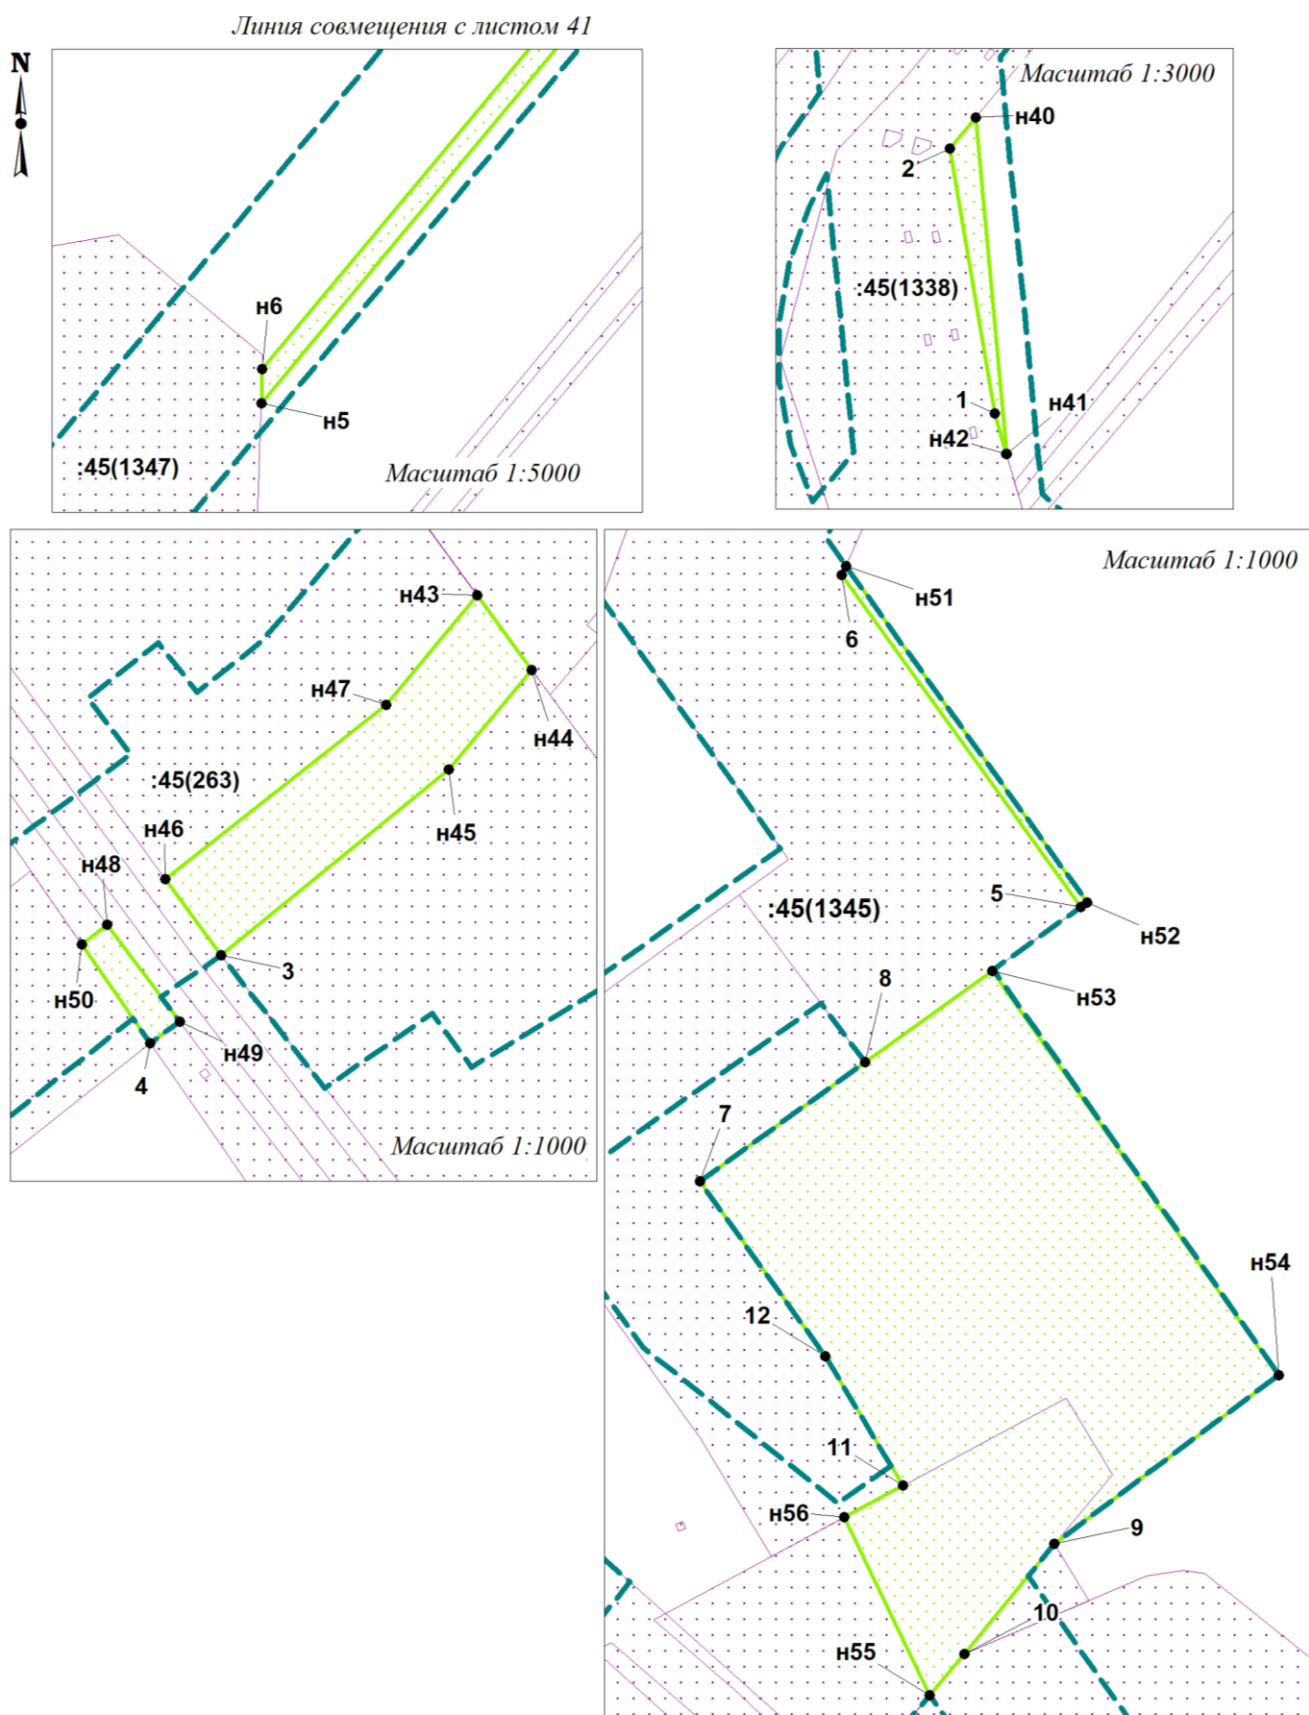 Линия совмещения с листом 41
N
н6
н5
:45(1347)
Масштаб 1:5000
Масштаб 1:3000
н40
2
:45(1338)
1
н41
н42
н43
н47
н44
:45(263)
н45
н46
н48
3
н50
н49
4
Масштаб 1:1000
Масштаб 1:1000
н51
6
:45(1345)
5
н52
8
н53
7
н54
12
11
н56
9
10
н55